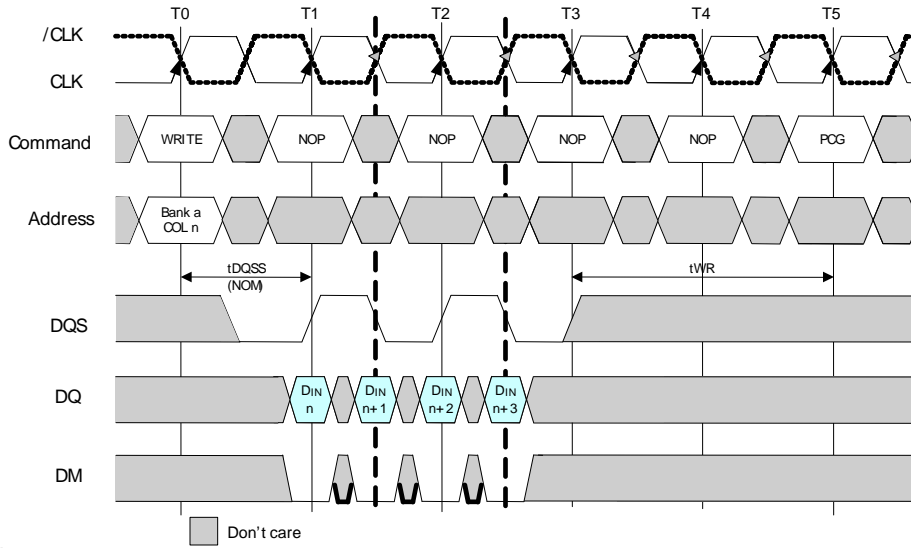 T0 T1 T2 T3 T4 T5
/CLK
CLK
Command WRITE NOP NOP NOP NOP PCG
Address Bank a
COL n
tDQSS
(NOM)
tWR
DQS
DQ DIN DIN DIN DIN
n n+1 n+2 n+3
DM
Don't care